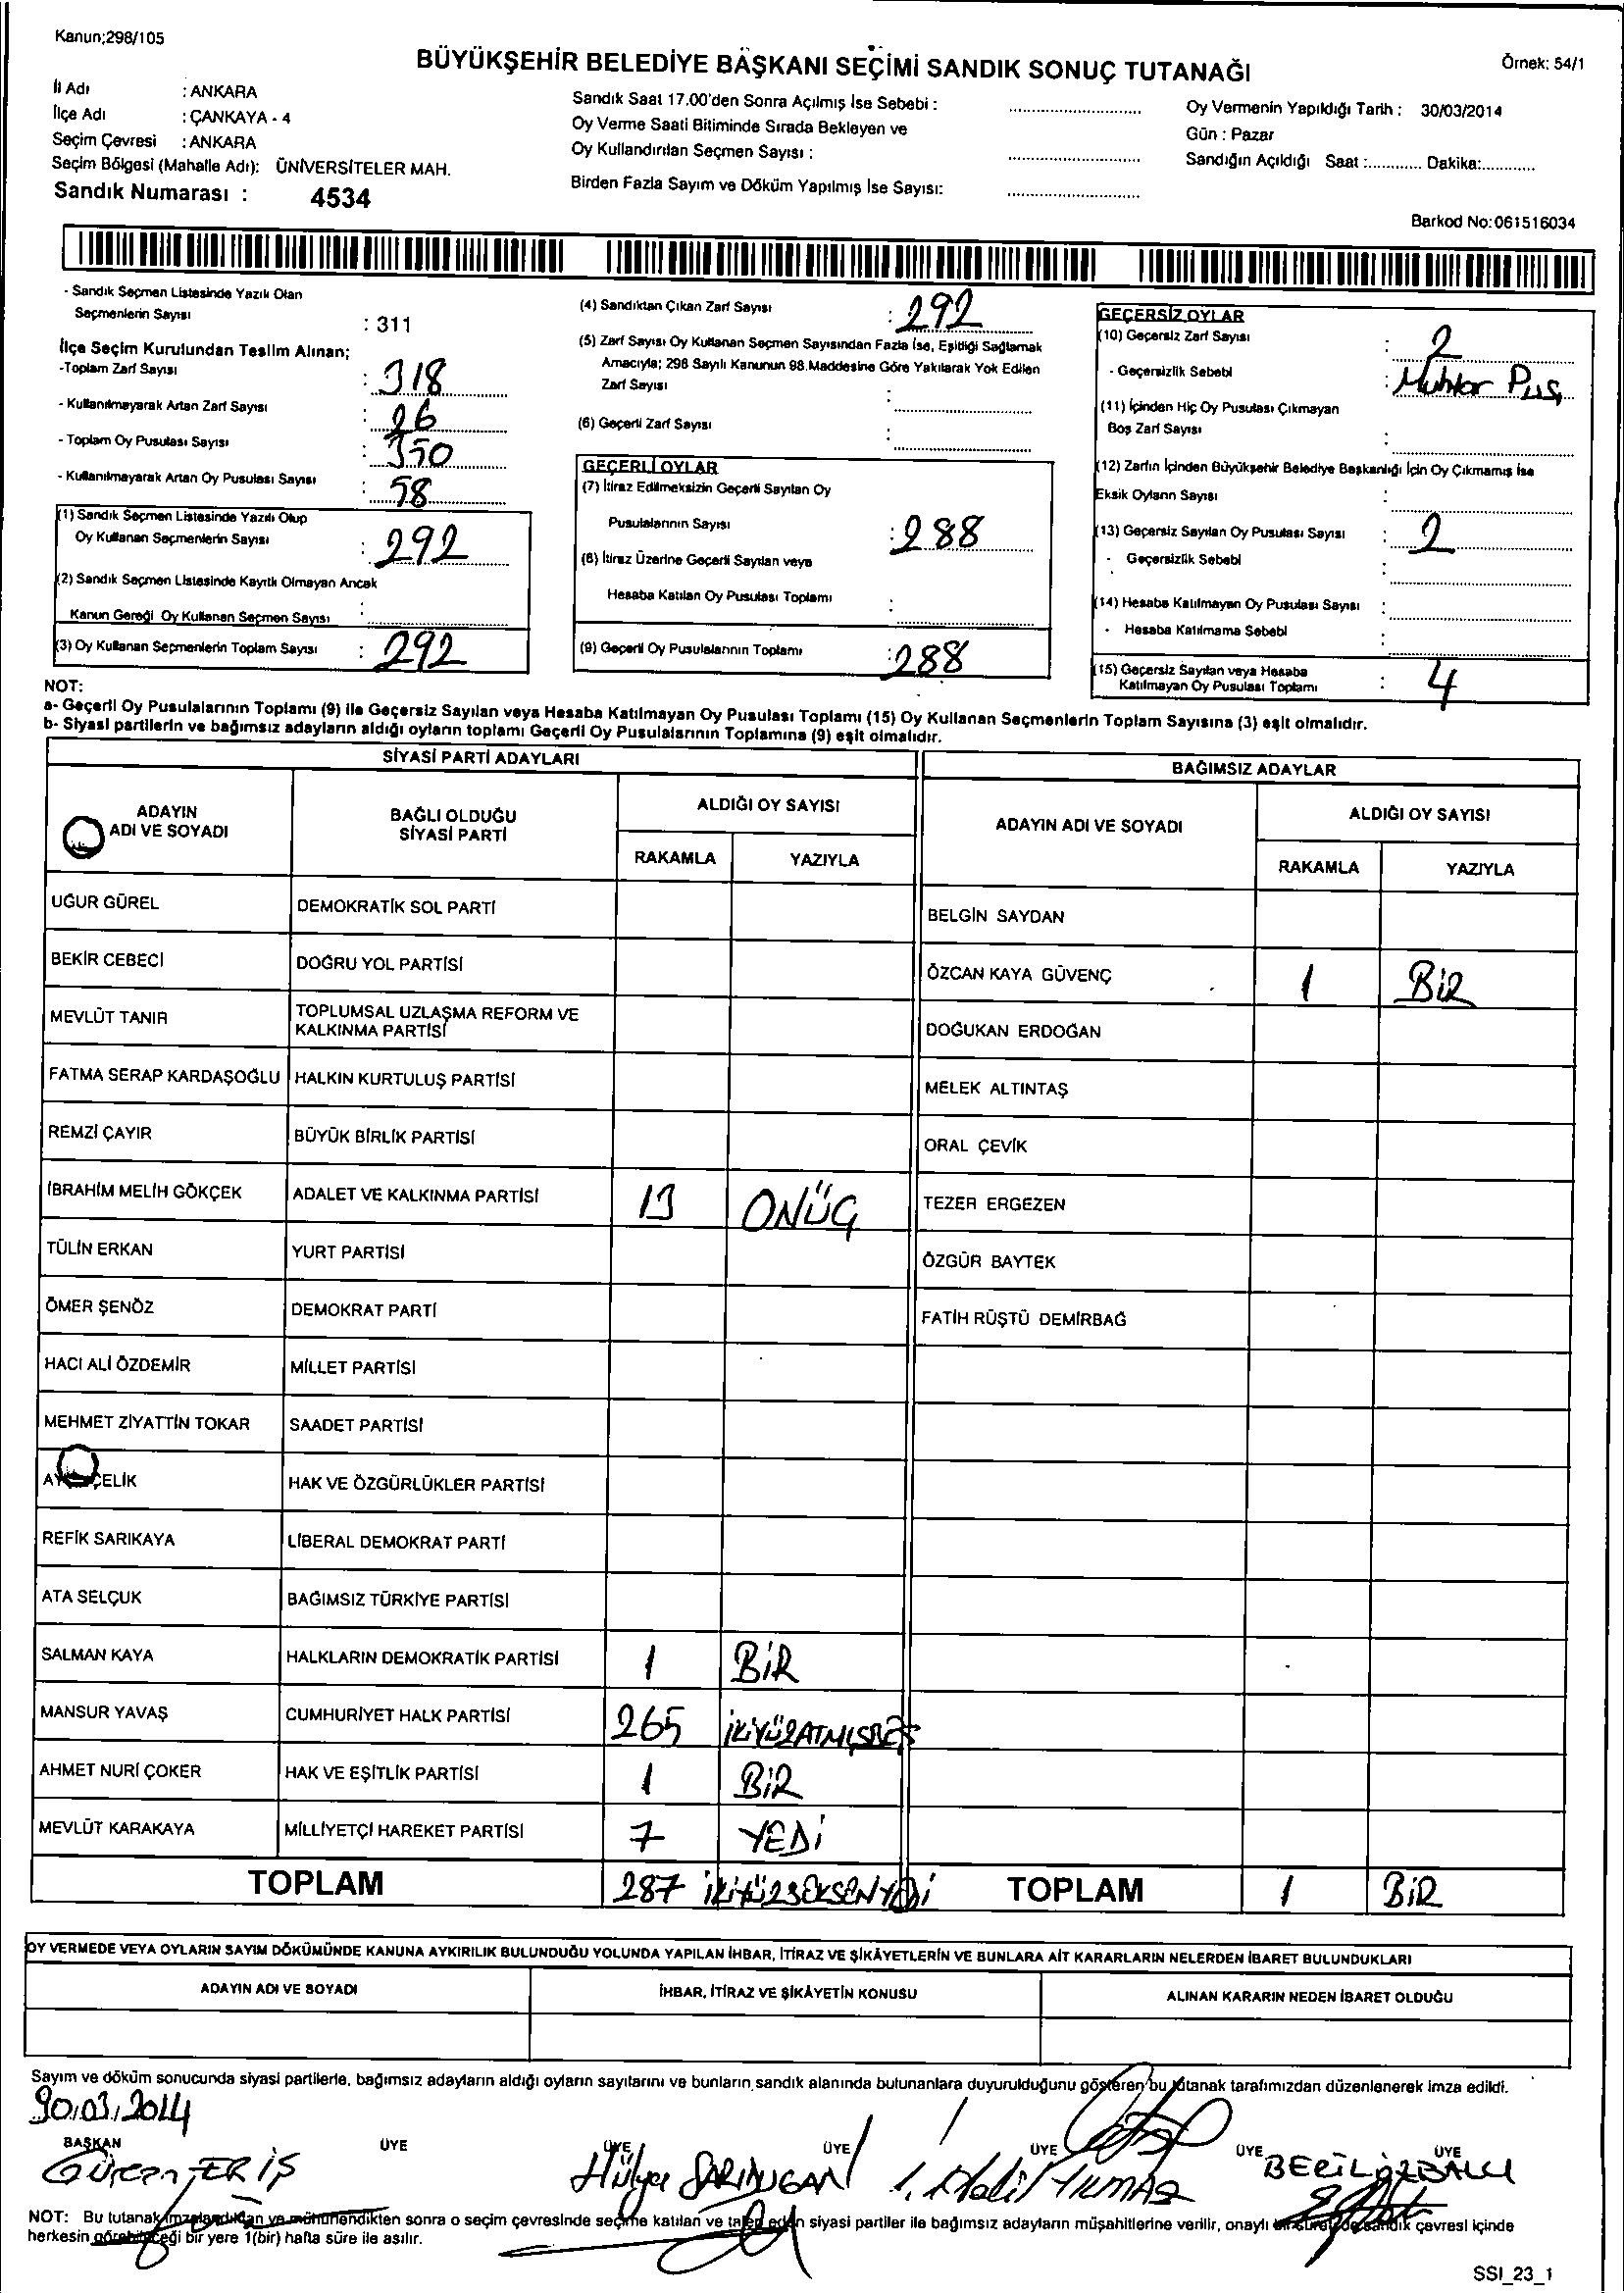 Kanun;298/105
BÜYÜKŞEHİR BELEDİYE BAŞKANI SEÇİMİ SANDIK SONUÇ TUTANAĞI
Örnek: 54/1
İli Adı : ANKARA
İlçe Adı : ÇANKAYA - 4
Seçim Çevresi : ANKARA
Seçim Bölgesi (Mahalle Adı): ÜNİVERSİTELER MAH.
Sandık Numarası : 4534
Sandık Saat 17.00'den Sonra Açılmış İse Sebebi :
Oy Verme Saati Bitiminde Sırada Bekleyen ve
Oy Kullandırılan Seçmen Sayısı :
Birden Fazla Sayım ve Döküm Yapılmış İse Sayısı:
Oy Vermenin Yapıldığı Tarih : 30/03/2014
Gün : Pazar
Sandığın Açıldığı Saat :............ Dakika:............
Barkod No:061516034
- Sandık Seçmen Listesinde Yazılı Olan
Seçmenlerin Sayısı : 311
İlçe Seçim Kurulundan Teslim Alınan;
-Toplam Zarf Sayısı : 318
- Kullanılmayarak Artan Zarf Sayısı : 26
- Toplam Oy Pusulası Sayısı : 350
- Kullanılmayarak Artan Oy Pusulası Sayısı : 58
(1) Sandık Seçmen Listesinde Yazılı Olup
Oy Kullanan Seçmenlerin Sayısı : 292
(2) Sandık Seçmen Listesinde Kayıtlı Olmayan Ancak
Kanun Gereği Oy Kullanan Seçmen Sayısı :
(3) Oy Kullanan Seçmenlerin Toplam Sayısı : 292
(4) Sandıktan Çıkan Zarf Sayısı : 292
(5) Zarf Sayısı Oy Kullanan Seçmen Sayısından Fazla İse, Eşitliği Sağlamak
Amacıyla; 298 Sayılı Kanunun 98.Maddesine Göre Yakılarak Yok Edilen
Zarf Sayısı :
(6) Geçerli Zarf Sayısı :
GEÇERLİ OYLAR
(7) İtiraz Edilmeksizin Geçerli Sayılan Oy
Pusulalarının Sayısı : 288
(8) İtiraz Üzerine Geçerli Sayılan veya
Hesaba Katılan Oy Pusulası Toplamı :
(9) Geçerli Oy Pusulalarının Toplamı : 288
GEÇERSİZ OYLAR
(10) Geçersiz Zarf Sayısı : 2
- Geçersizlik Sebebi : Muhtar Pus.
(11) İçinden Hiç Oy Pusulası Çıkmayan
Boş Zarf Sayısı :
(12) Zarfın İçinden Büyükşehir Belediye Başkanlığı İçin Oy Çıkmamış İse
Eksik Oyların Sayısı :
(13) Geçersiz Sayılan Oy Pusulası Sayısı : 2
- Geçersizlik Sebebi :
(14) Hesaba Katılmayan Oy Pusulası Sayısı :
- Hesaba Katılmama Sebebi :
(15) Geçersiz Sayılan veya Hesaba
Katılmayan Oy Pusulası Toplamı : 4
NOT:
a- Geçerli Oy Pusulalarının Toplamı (9) ile Geçersiz Sayılan veya Hesaba Katılmayan Oy Pusulası Toplamı (15) Oy Kullanan Seçmenlerin Toplam Sayısına (3) eşit olmalıdır.
b- Siyasi partilerin ve bağımsız adayların aldığı oyların toplamı Geçerli Oy Pusulalarının Toplamına (9) eşit olmalıdır.
SİYASİ PARTİ ADAYLARI
ADAYIN ADI VE SOYADI
BAĞLI OLDUĞU SİYASİ PARTİ
ALDIĞI OY SAYISI
RAKAMLA YAZIYLA
UĞUR GÜREL DEMOKRATİK SOL PARTİ
BEKİR CEBECİ DOĞRU YOL PARTİSİ
MEVLÜT TANIR TOPLUMSAL UZLAŞMA REFORM VE KALKINMA PARTİSİ
FATMA SERAP KARDAŞOĞLU HALKIN KURTULUŞ PARTİSİ
REMZİ ÇAYIR BÜYÜK BİRLİK PARTİSİ
İBRAHİM MELİH GÖKÇEK ADALET VE KALKINMA PARTİSİ 13 ONÜÇ
TÜLİN ERKAN YURT PARTİSİ
ÖMER ŞENÖZ DEMOKRAT PARTİ
HACI ALİ ÖZDEMİR MİLLET PARTİSİ
MEHMET ZİYATTİN TOKAR SAADET PARTİSİ
ÇELİK HAK VE ÖZGÜRLÜKLER PARTİSİ
REFİK SARIKAYA LİBERAL DEMOKRAT PARTİ
ATA SELÇUK BAĞIMSIZ TÜRKİYE PARTİSİ
SALMAN KAYA HALKLARIN DEMOKRATİK PARTİSİ 1 BİR
MANSUR YAVAŞ CUMHURİYET HALK PARTİSİ 265 İKİYÜZATMIŞBEŞ
AHMET NURİ ÇOKER HAK VE EŞİTLİK PARTİSİ 1 BİR
MEVLÜT KARAKAYA MİLLİYETÇİ HAREKET PARTİSİ 7 YEDİ
TOPLAM 287 İKİYÜZSEKSENYEDİ
BAĞIMSIZ ADAYLAR
ADAYIN ADI VE SOYADI
ALDIĞI OY SAYISI
RAKAMLA YAZIYLA
BELGİN SAYDAN
ÖZCAN KAYA GÜVENÇ 1 BİR
DOĞUKAN ERDOĞAN
MELEK ALTINTAŞ
ORAL ÇEVİK
TEZER ERGEZEN
ÖZGÜR BAYTEK
FATİH RÜŞTÜ DEMİRBAĞ
TOPLAM 1 BİR
OY VERMEDE VEYA OYLARIN SAYIM DÖKÜMÜNDE KANUNA AYKIRILIK BULUNDUĞU YOLUNDA YAPILAN İHBAR, İTİRAZ VE ŞİKÂYETLERİN VE BUNLARA AİT KARARLARIN NELERDEN İBARET BULUNDUKLARI
ADAYIN ADI VE SOYADI İHBAR, İTİRAZ VE ŞİKÂYETİN KONUSU ALINAN KARARIN NEDEN İBARET OLDUĞU
Sayım ve döküm sonucunda siyasi partilerle, bağımsız adayların aldığı oyların sayılarını ve bunların sandık alanında bulunanlara duyurulduğunu gösteren bu tutanak tarafımızdan düzenlenerek imza edildi.
30.03.2014
BAŞKAN ÜYE ÜYE ÜYE ÜYE ÜYE ÜYE
Hülya YILMAZ BERİL
NOT: Bu tutanak imzalandıktan ve mühürlendikten sonra o seçim çevresinde seçime katılan ve talep eden siyasi partiler ile bağımsız adayların müşahitlerine verilir, onaylı bir sureti de sandık çevresi içinde
herkesin görebileceği bir yere 1(bir) hafta süre ile asılır.
SSI_23_1